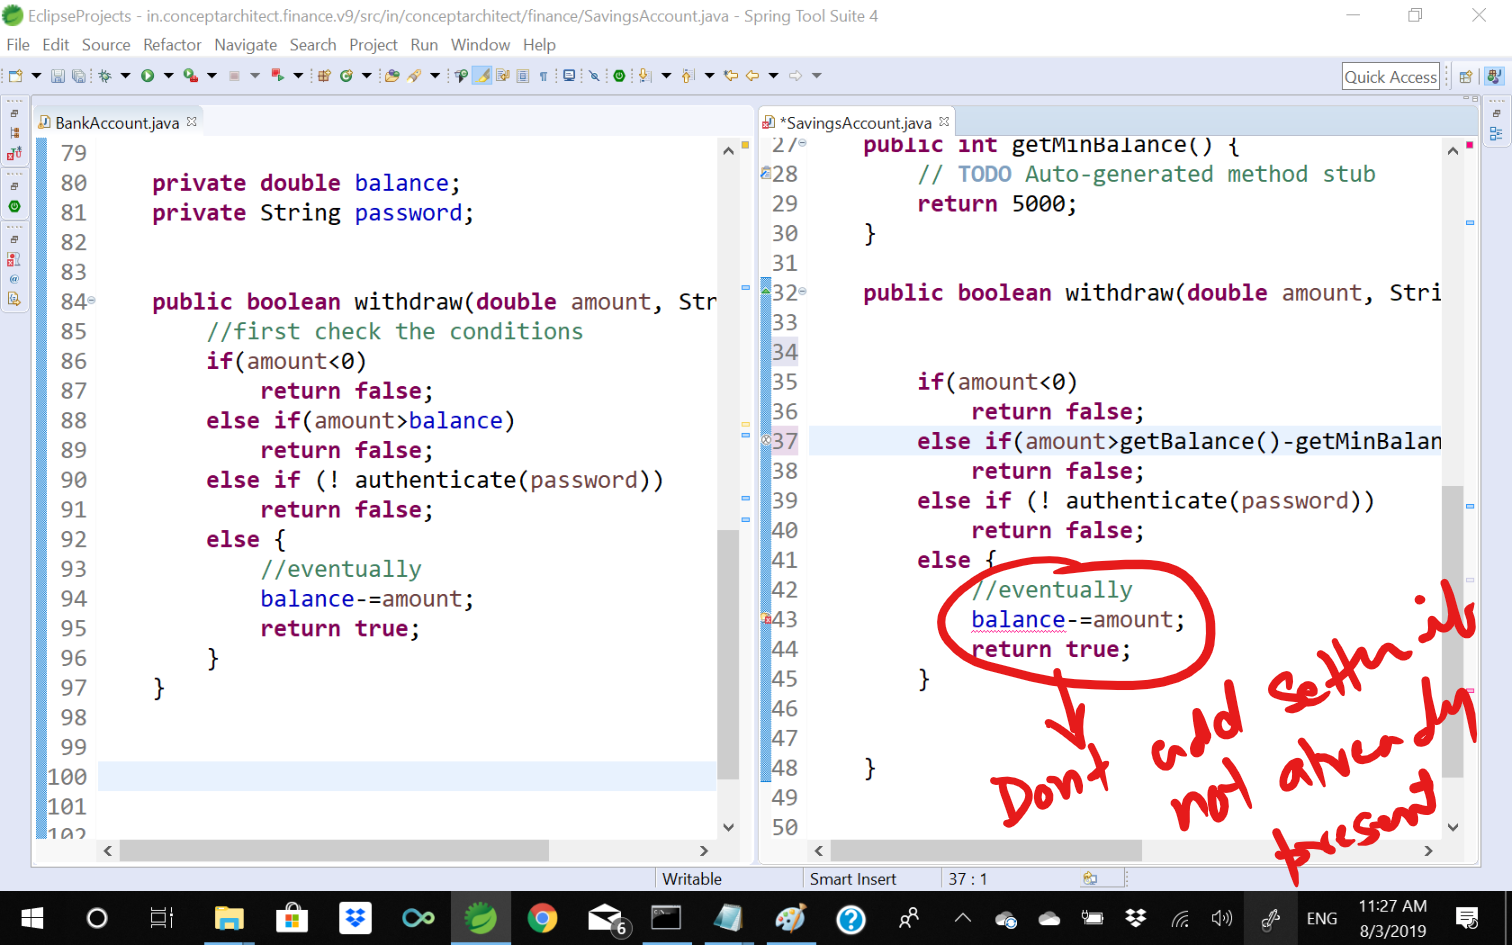 EclipseProjects - in.conceptarchitect.finance.v9/src/in/conceptarchitect/finance/SavingsAccount.java - Spring Tool Suite 4
File Edit Source Refactor Navigate Search Project Run Window Help
Quick Access
BankAccount.java
79
80 private double balance;
81 private String password;
82
83
84 public boolean withdraw(double amount, Str
85 //first check the conditions
86 if(amount<0)
87 return false;
88 else if(amount>balance)
89 return false;
90 else if (! authenticate(password))
91 return false;
92 else {
93 //eventually
94 balance-=amount;
95 return true;
96 }
97 }
98
99
100
101
102
*SavingsAccount.java
27 public int getMinBalance() {
28 // TODO Auto-generated method stub
29 return 5000;
30 }
31
32 public boolean withdraw(double amount, Stri
33
34
35 if(amount<0)
36 return false;
37 else if(amount>getBalance()-getMinBalan
38 return false;
39 else if (! authenticate(password))
40 return false;
41 else {
42 //eventually
43 balance-=amount;
44 return true;
45 }
46
47
48 }
49
50
Dont add setter if
not already
present
Writable Smart Insert 37 : 1
6 ENG 11:27 AM
8/3/2019